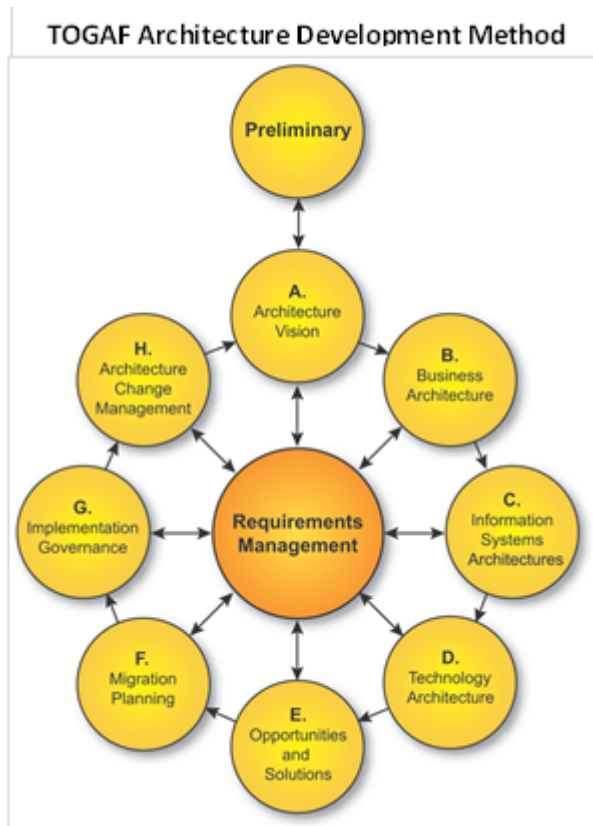 TOGAF Architecture Development Method
Preliminary
A.
Architecture
Vision
B.
Business
Architecture
C.
Information
Systems
Architectures
D.
Technology
Architecture
E.
Opportunities
and
Solutions
F.
Migration
Planning
G.
Implementation
Governance
H.
Architecture
Change
Management
Requirements
Management